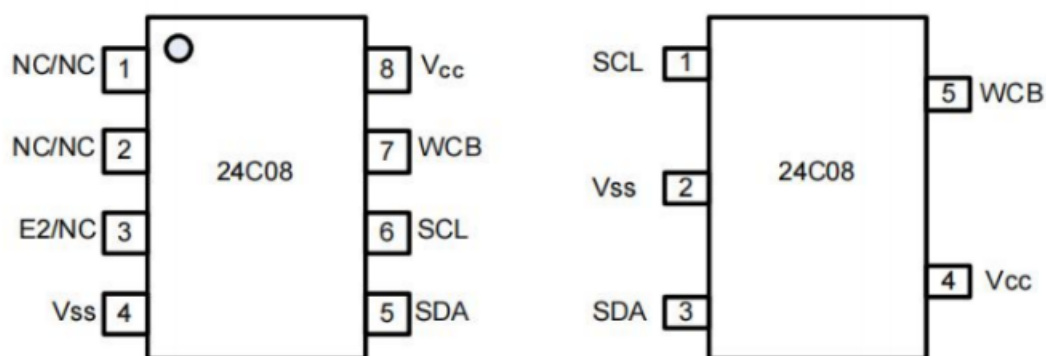 NC/NC 1 8 Vcc
NC/NC 2 7 WCB
24C08
E2/NC 3 6 SCL
Vss 4 5 SDA
SCL 1
5 WCB
24C08
Vss 2
4 Vcc
SDA 3